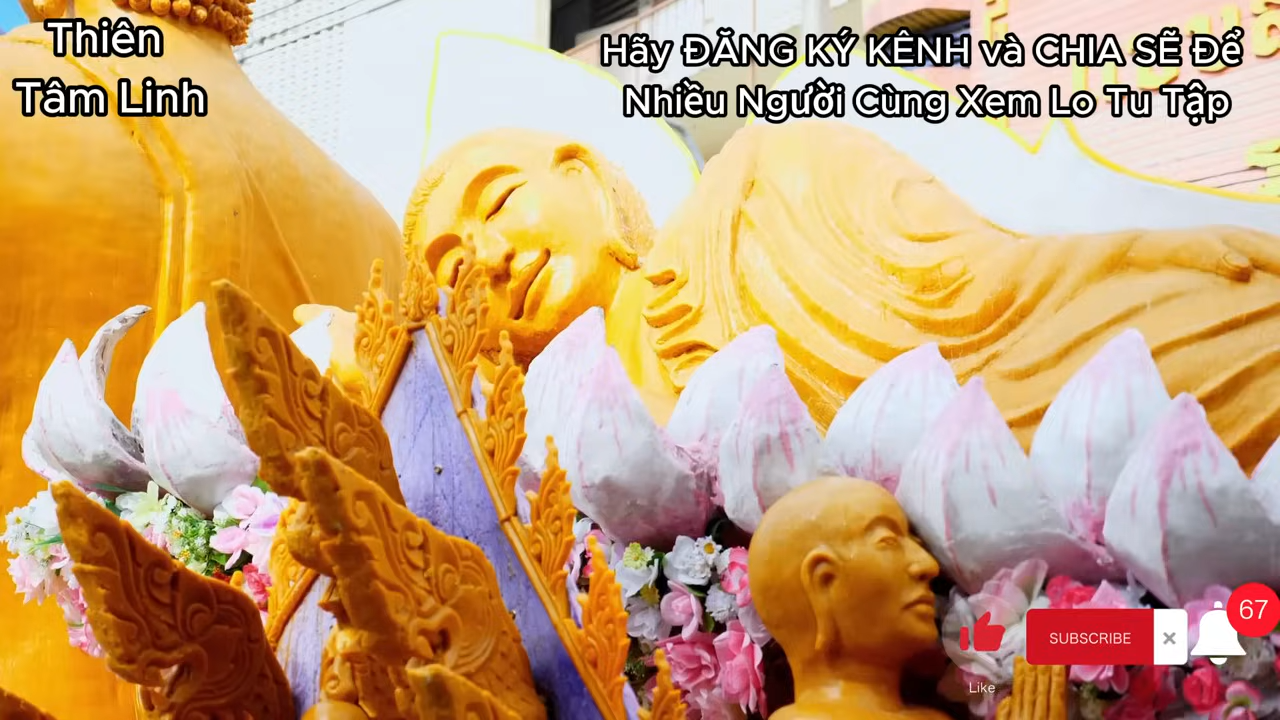 Thiên
Tâm Linh
Hãy ĐĂNG KÝ KÊNH và CHIA SẼ Để
Nhiều Người Cùng Xem Lo Tu Tập
67
SUBSCRIBE
Like